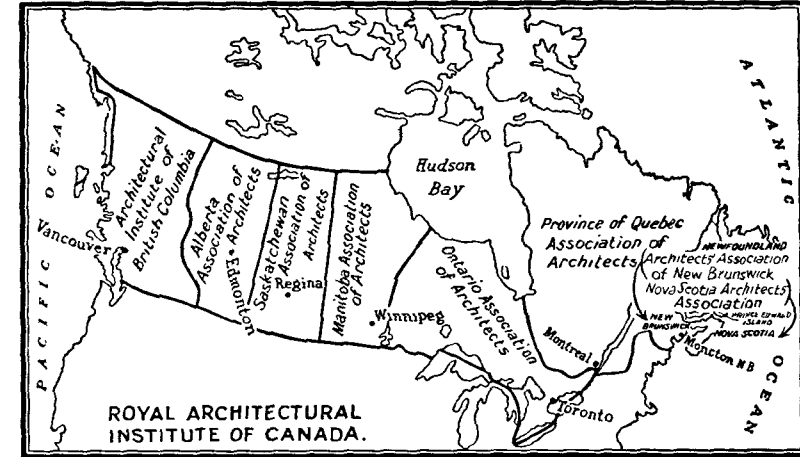 ATLANTIC
OCEAN
PACIFIC
OCEAN
Hudson
Bay
Architectural
Institute of
British Columbia
Vancouver
Alberta
Association of
Architects
Edmonton
Saskatchewan
Association of
Architects
Regina
Manitoba Association
of Architects
Winnipeg
Ontario Association
of Architects
Province of Quebec
Association of
Architects
NEWFOUNDLAND
Architects' Association
of New Brunswick
Nova Scotia Architects'
Association
PRINCE EDWARD
ISLAND
NEW
BRUNSWICK
NOVA SCOTIA
Moncton NB
Montreal
Toronto
ROYAL ARCHITECTURAL
INSTITUTE OF CANADA.